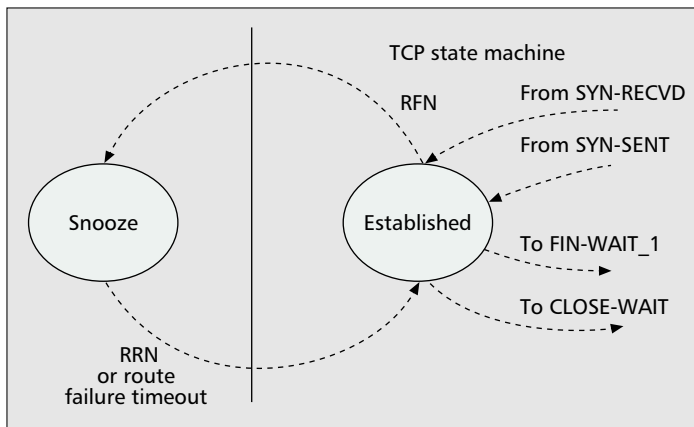 TCP state machine
RFN
From SYN-RECVD
From SYN-SENT
Snooze
Established
To FIN-WAIT_1
To CLOSE-WAIT
RRN
or route
failure timeout